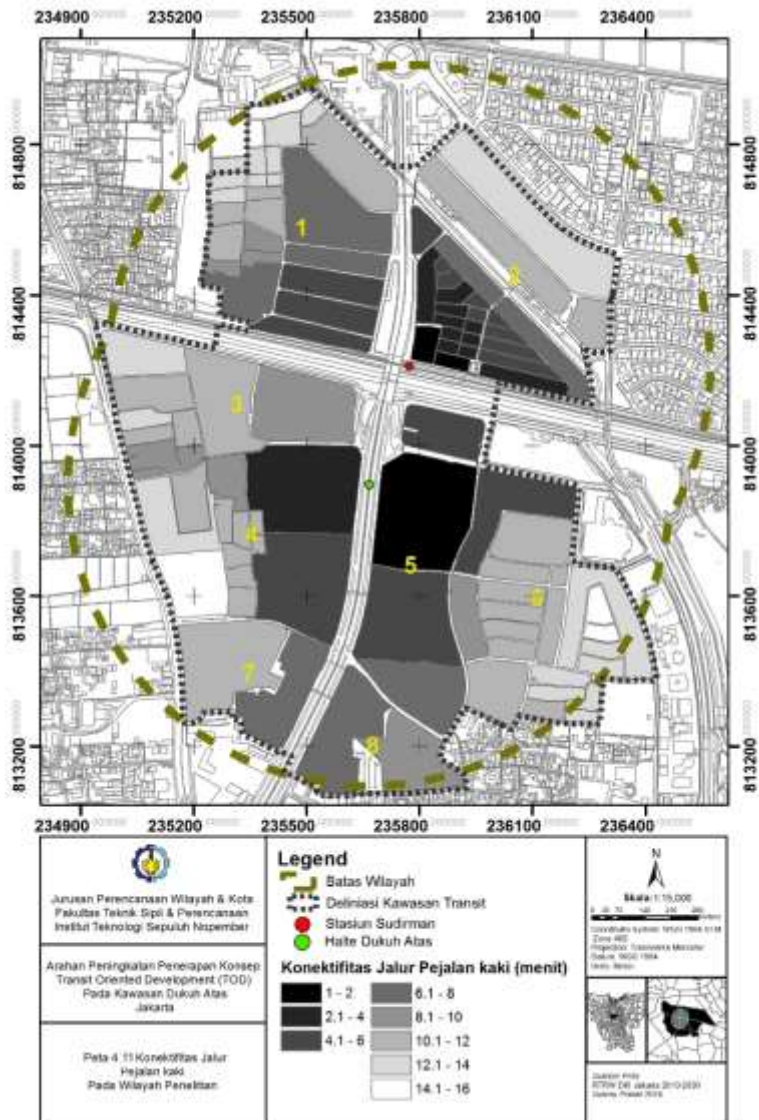 234900 235200 235500 235800 236100 236400
814800 814800
1
2
814400 814400
3
814000 814000
4
5
813600 6 813600
7
8
813200 813200
234900 235200 235500 235800 236100 236400
Jurusan Perencanaan Wilayah & Kota
Fakultas Teknik Sipil & Perencanaan
Institut Teknologi Sepuluh Nopember
Arahan Peningkatan Penerapan Konsep
Transit Oriented Development (TOD)
Pada Kawasan Dukuh Atas
Jakarta
Peta 4.11 Konektifitas Jalur
Pejalan kaki
Pada Wilayah Penelitian
Legend
Batas Wilayah
Deliniasi Kawasan Transit
Stasiun Sudirman
Halte Dukuh Atas
Konektifitas Jalur Pejalan kaki (menit)
1 - 2
2.1 - 4
4.1 - 6
6.1 - 8
8.1 - 10
10.1 - 12
12.1 - 14
14.1 - 16
N
Skala 1:15,000